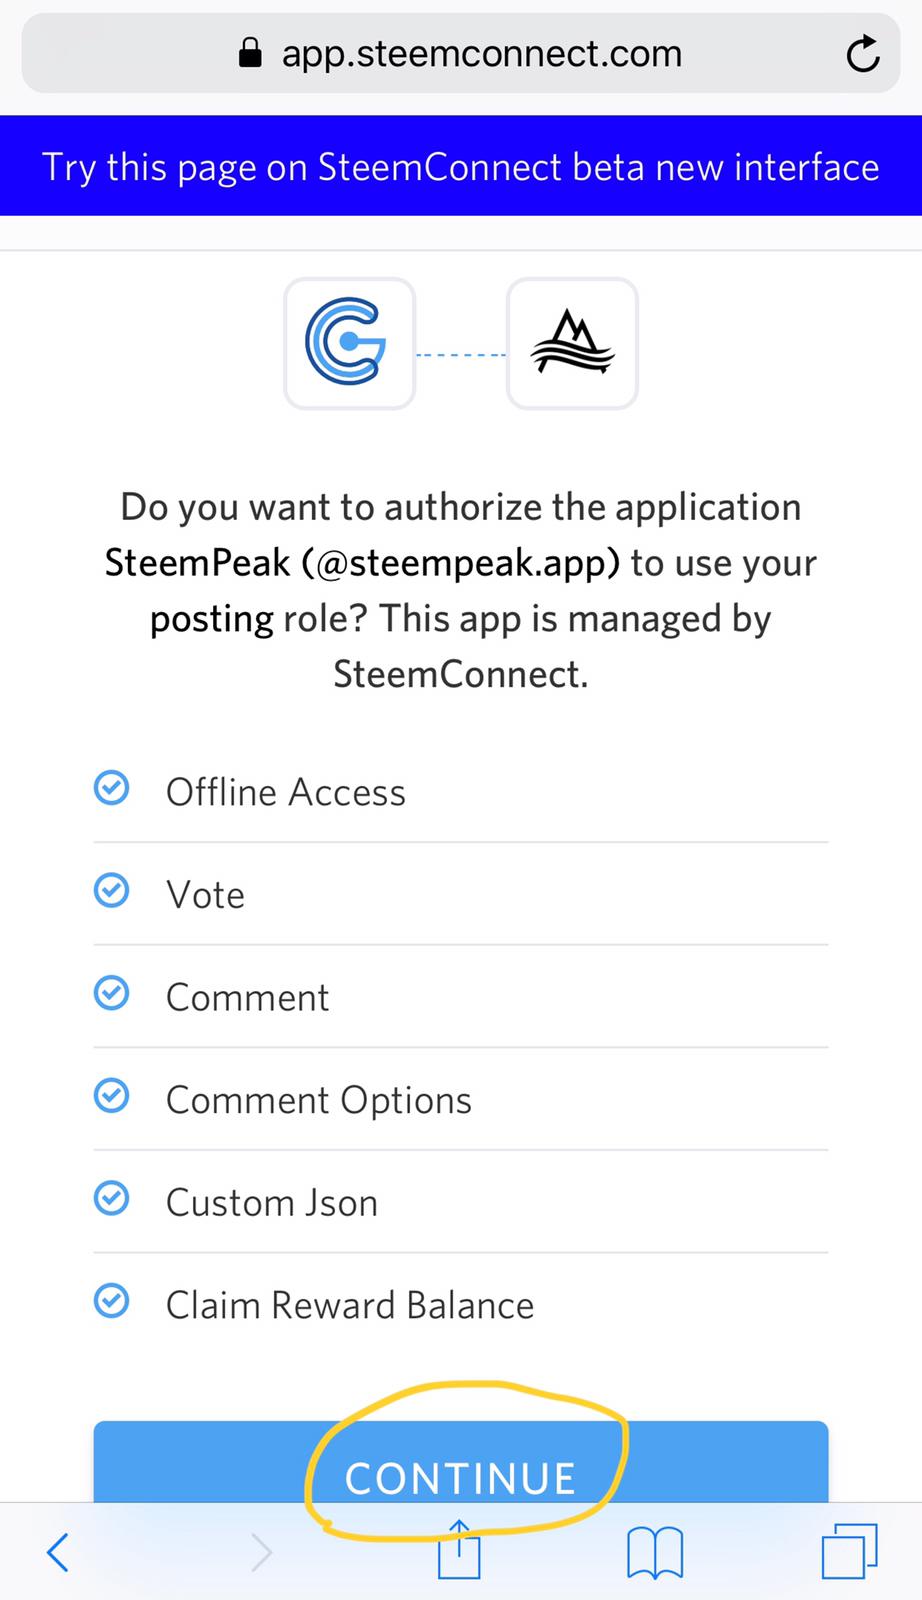 app.steemconnect.com
Try this page on SteemConnect beta new interface
Do you want to authorize the application
SteemPeak (@steempeak.app) to use your
posting role? This app is managed by
SteemConnect.
Offline Access
Vote
Comment
Comment Options
Custom Json
Claim Reward Balance
CONTINUE